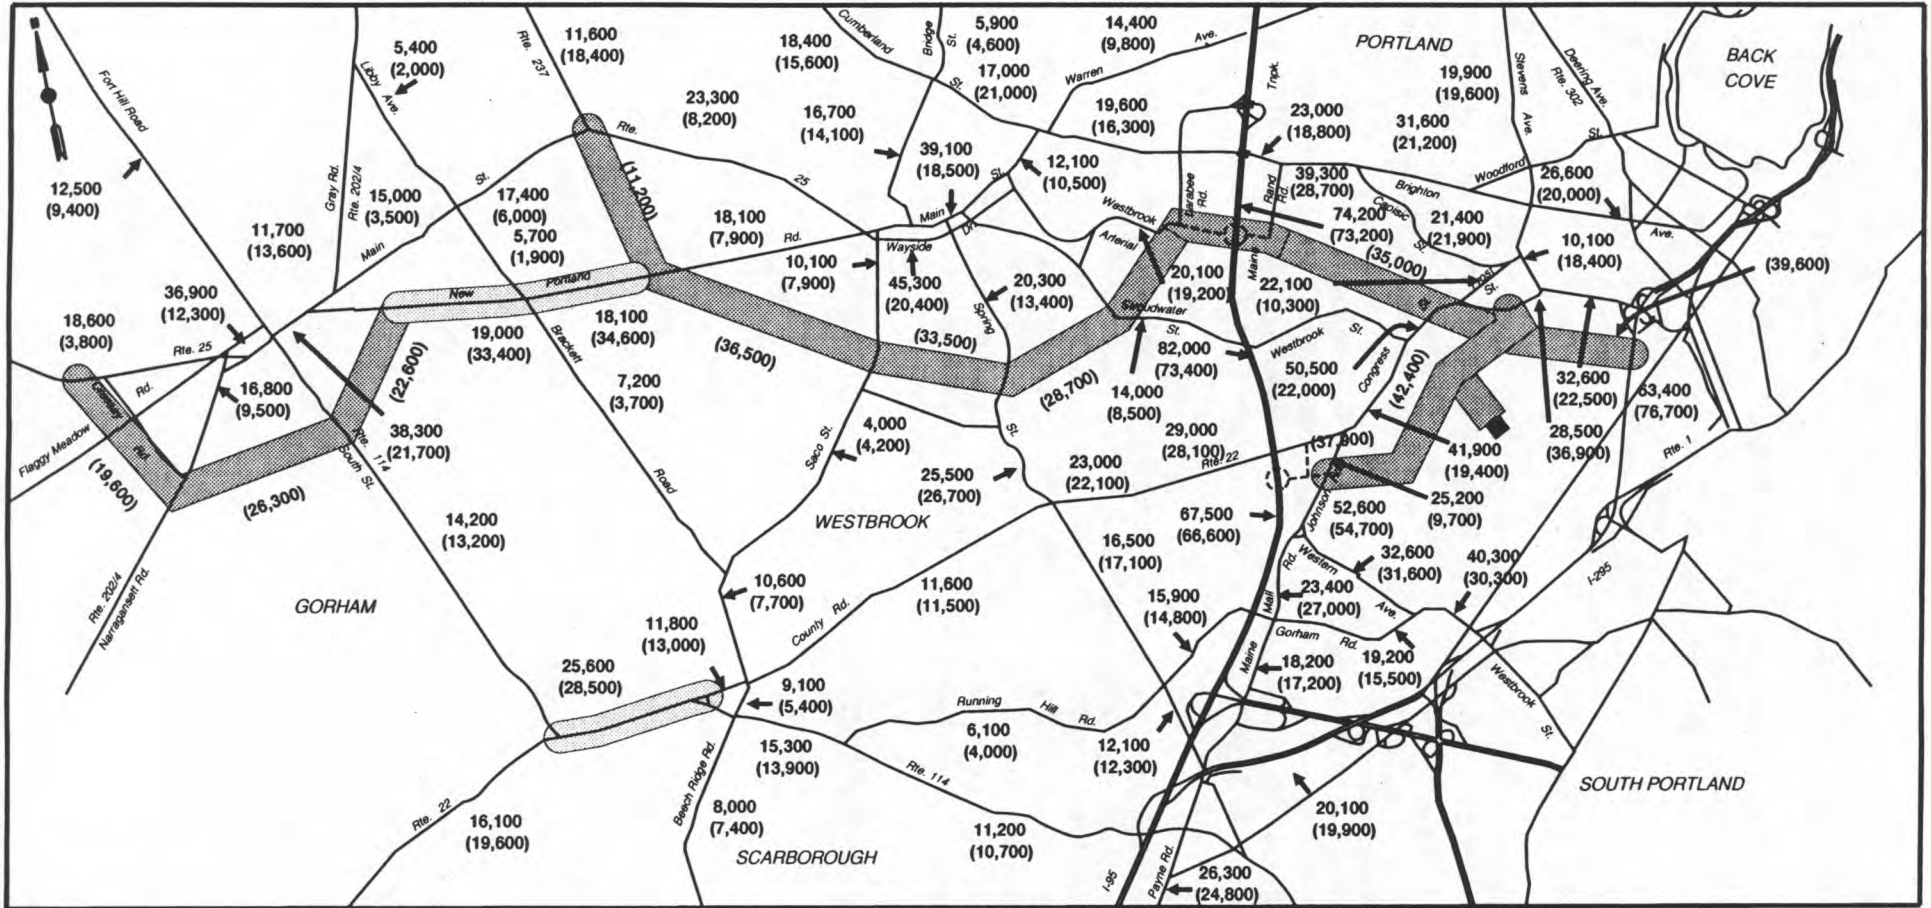 5,900
(4,600)
14,400
(9,800)
Cumberland
St.
Bridge
St.
Ave.
Warren
PORTLAND
BACK
COVE
11,600
(18,400)
Rte. 237
5,400
(2,000)
Libby
Ave.
Fort Hill Road
18,400
(15,600)
17,000
(21,000)
Tnpk.
19,900
(19,600)
Stevens
Ave.
Deering Ave.
Rte. 302
23,300
(8,200)
16,700
(14,100)
19,600
(16,300)
23,000
(18,800)
31,600
(21,200)
St.
Rte.
25
39,100
(18,500)
St.
12,100
(10,500)
39,300
(28,700)
Woodford
26,600
(20,000)
12,500
(9,400)
Gray Rd.
Rte. 202/4
15,000
(3,500)
St.
17,400
(6,000)
(11,200)
Larabee
Rd.
Rand
Rd.
Brighton
Ave.
Capisic
St.
21,400
(21,900)
74,200
(73,200)
11,700
(13,600)
Main
5,700
(1,900)
18,100
(7,900)
Rd.
Main
Dr.
Wayside
Westbrook
Arterial
10,100
(18,400)
(35,000)
(39,600)
10,100
(7,900)
45,300
(20,400)
20,300
(13,400)
20,100
(19,200)
Maine
22,100
(10,300)
St.
36,900
(12,300)
New
Portland
18,600
(3,800)
Rte. 25
19,000
(33,400)
18,100
(34,600)
Brackett
(36,500)
(33,500)
Spring
St.
Stroudwater
St.
82,000
(73,400)
Westbrook
St.
50,500
(22,000)
Congress
(42,400)
32,600
(22,500)
63,400
(76,700)
16,800
(9,500)
(22,600)
Rd.
Flaggy Meadow
Rd.
(19,600)
(26,300)
38,300
(21,700)
Rte. 114
South St.
7,200
(3,700)
(28,700)
14,000
(8,500)
4,000
(4,200)
Saco St.
29,000
(28,100)
Rte. 22
(37,900)
41,900
(19,400)
28,500
(36,900)
Rte. 1
25,500
(26,700)
23,000
(22,100)
25,200
(9,700)
Road
14,200
(13,200)
WESTBROOK
67,500
(66,600)
Johnson
Rd.
52,600
(54,700)
16,500
(17,100)
Western
Ave.
32,600
(31,600)
40,300
(30,300)
I-295
Rte. 202/4
Narragansett Rd.
GORHAM
10,600
(7,700)
11,600
(11,500)
County
Rd.
15,900
(14,800)
Mall
23,400
(27,000)
11,800
(13,000)
Gorham
Rd.
19,200
(15,500)
Maine
18,200
(17,200)
Westbrook
St.
25,600
(28,500)
9,100
(5,400)
Running
Hill
Rd.
6,100
(4,000)
12,100
(12,300)
15,300
(13,900)
Rte. 114
SOUTH PORTLAND
Beech Ridge Rd.
8,000
(7,400)
Rte. 22
16,100
(19,600)
20,100
(19,900)
11,200
(10,700)
SCARBOROUGH
I-95
Payne Rd.
26,300
(24,800)